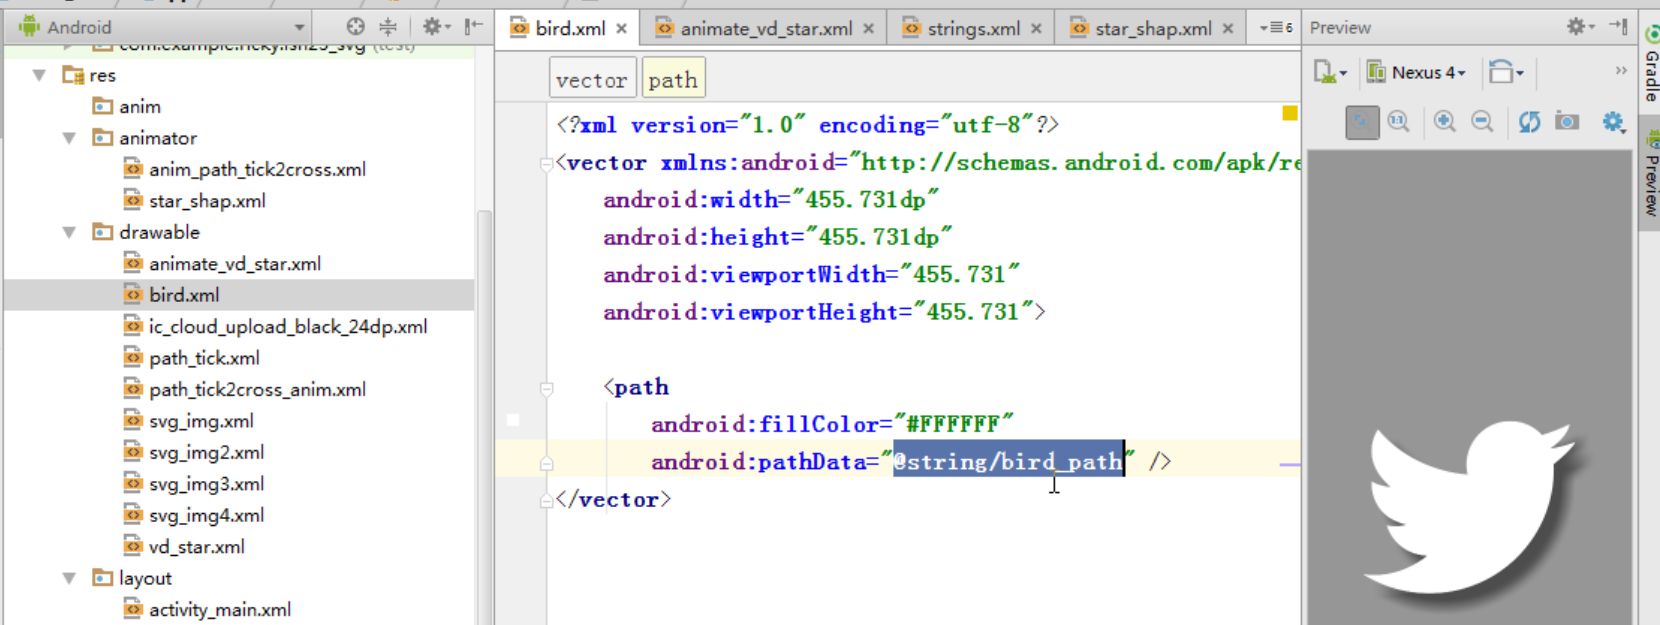 Android
com.example.ricky.lsn25_svg (test)
res
anim
animator
anim_path_tick2cross.xml
star_shap.xml
drawable
animate_vd_star.xml
bird.xml
ic_cloud_upload_black_24dp.xml
path_tick.xml
path_tick2cross_anim.xml
svg_img.xml
svg_img2.xml
svg_img3.xml
svg_img4.xml
vd_star.xml
layout
activity_main.xml
bird.xml animate_vd_star.xml strings.xml star_shap.xml 6
vector path
<?xml version="1.0" encoding="utf-8"?>
<vector xmlns:android="http://schemas.android.com/apk/re
android:width="455.731dp"
android:height="455.731dp"
android:viewportWidth="455.731"
android:viewportHeight="455.731">
<path
android:fillColor="#FFFFFF"
android:pathData="@string/bird_path" />
</vector>
Preview
Nexus 4
Gradle
Preview